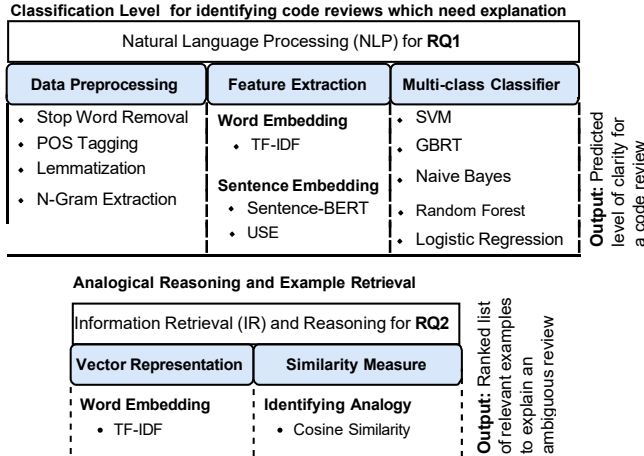 Classification Level for identifying code reviews which need explanation
Natural Language Processing (NLP) for RQ1
Data Preprocessing
Stop Word Removal
POS Tagging
Lemmatization
N-Gram Extraction
Feature Extraction
Word Embedding
TF-IDF
Sentence Embedding
Sentence-BERT
USE
Multi-class Classifier
SVM
GBRT
Naive Bayes
Random Forest
Logistic Regression
Output: Predicted
level of clarity for
a code review
Analogical Reasoning and Example Retrieval
Information Retrieval (IR) and Reasoning for RQ2
Vector Representation
Word Embedding
TF-IDF
Similarity Measure
Identifying Analogy
Cosine Similarity
Output: Ranked list
of relevant examples
to explain an
ambiguous review